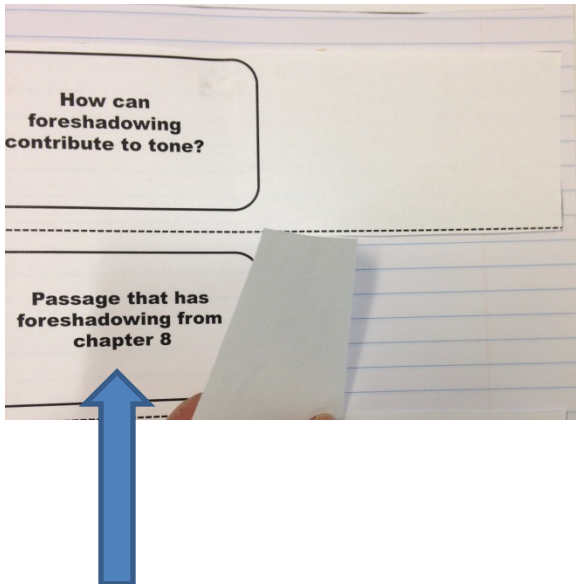 How can
foreshadowing
contribute to tone?
Passage that has
foreshadowing from
chapter 8